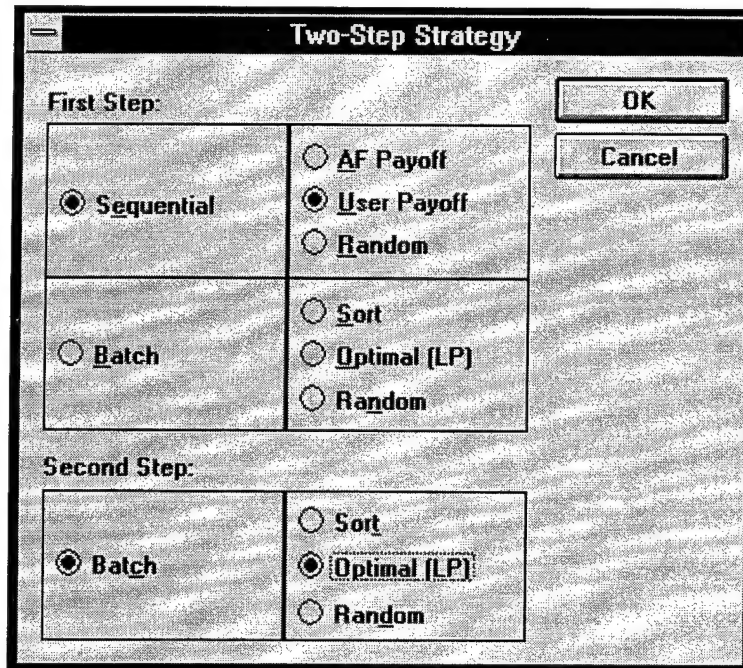 Two-Step Strategy
First Step:
OK
Cancel
Sequential
AF Payoff
User Payoff
Random
Batch
Sort
Optimal (LP)
Random
Second Step:
Batch
Sort
Optimal (LP)
Random